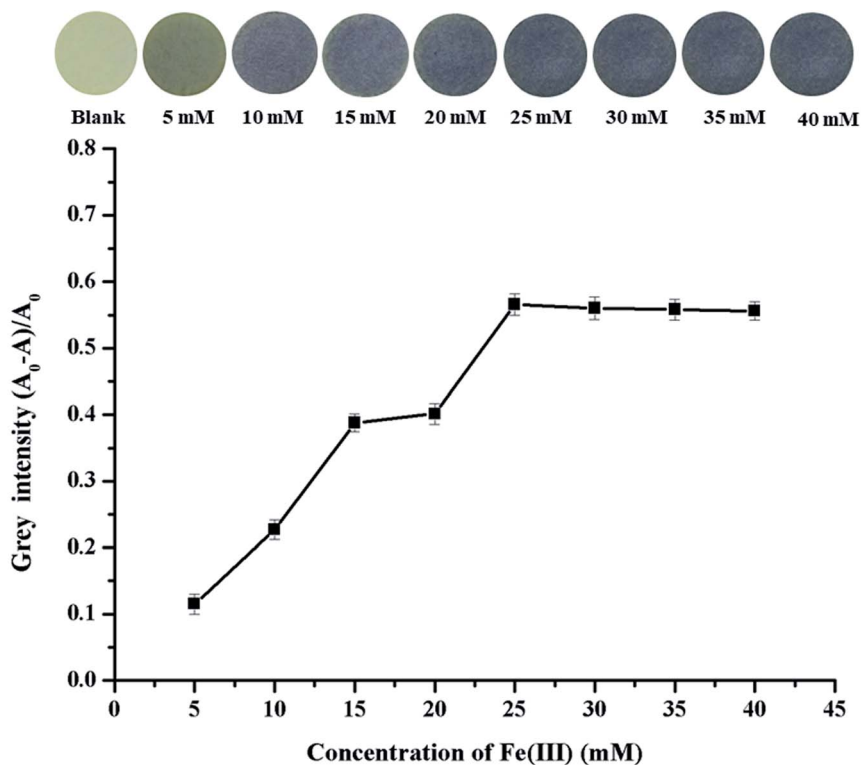 Blank 5 mM 10 mM 15 mM 20 mM 25 mM 30 mM 35 mM 40 mM
0.8
0.7
0.6
0.5
0.4
0.3
0.2
0.1
0.0
Grey intensity (A₀-A)/A₀
0 5 10 15 20 25 30 35 40 45
Concentration of Fe(III) (mM)